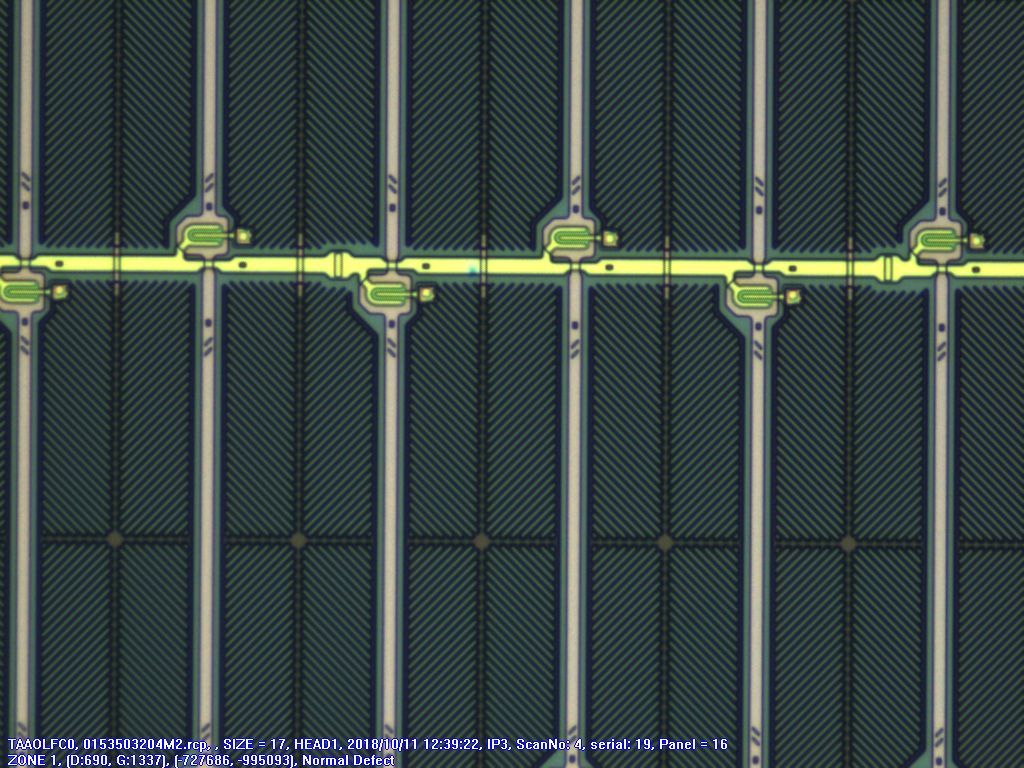 TAAOLFC0, 0153503204M2.rcp, , SIZE = 17, HEAD1, 2018/10/11 12:39:22, IP3, ScanNo: 4, serial: 19, Panel = 16
ZONE 1, (D:690, G:1337), (-727686, -995093), Normal Defect